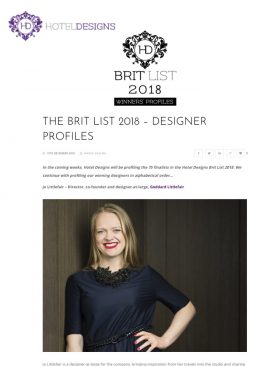 HD
HOTELDESIGNS
HD
BRIT LIST
2018
WINNERS' PROFILES
THE BRIT LIST 2018 – DESIGNER
PROFILES
In the coming weeks, Hotel Designs will be profiling the 75 finalists in the Hotel Designs Brit List 2018. We
continue with profiling our winning designers in alphabetical order…
Jo Littlefair – Director, co-founder and designer-at-large, Goddard Littlefair
Jo Littlefair is a designer-at-large for the company, bringing inspiration from her travels into the studio and sharing